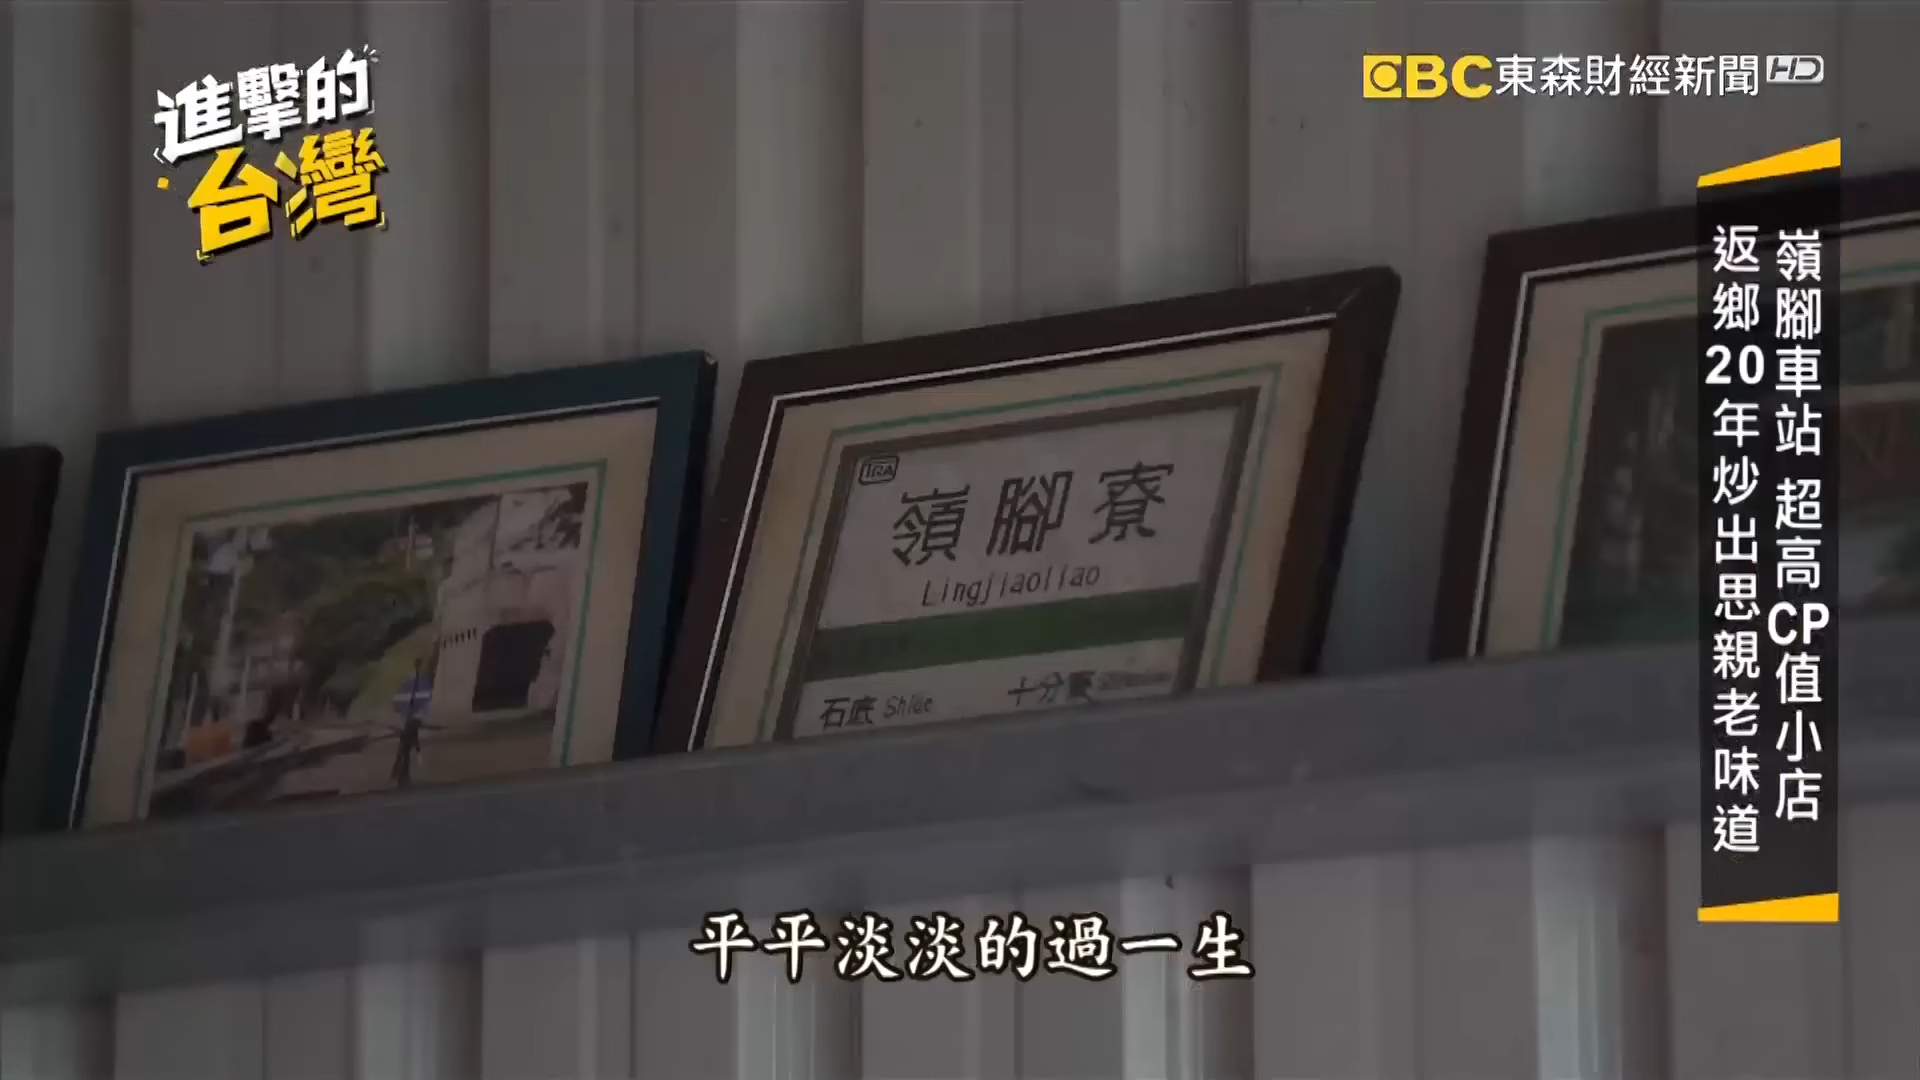 進擊的
台灣
EBC東森財經新聞HD
嶺腳車站 超高CP值小店
返鄉20年炒出思親老味道
TRA
嶺腳寮
Lingjiaoliao
石底 Shide
十分寮
平平淡淡的過一生